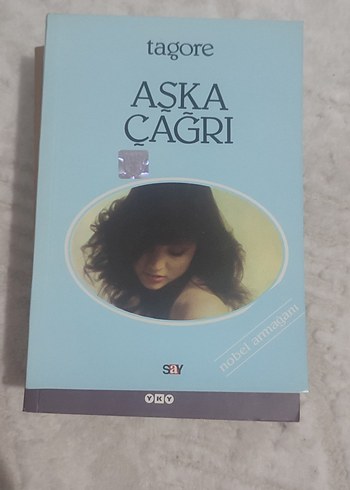 tagore
AŞKA
ÇAĞRI
nobel armağanı
say
YKY